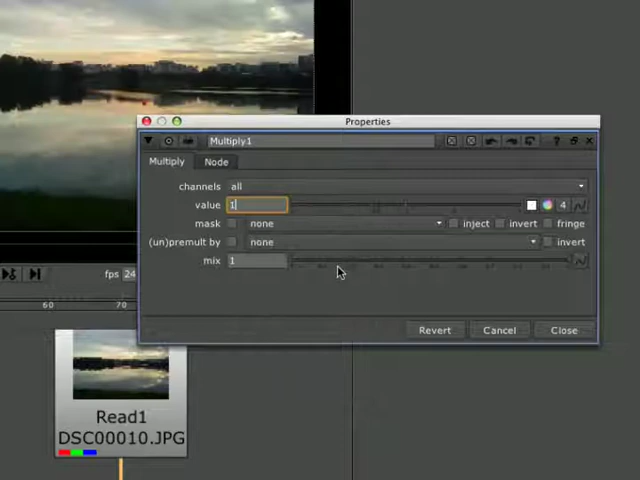 Properties
Multiply1
?
Multiply Node
channels all
value 1 4
mask none inject invert fringe
(un)premult by none invert
mix 1
fps 24
60 70
Revert Cancel Close
Read1
DSC00010.JPG